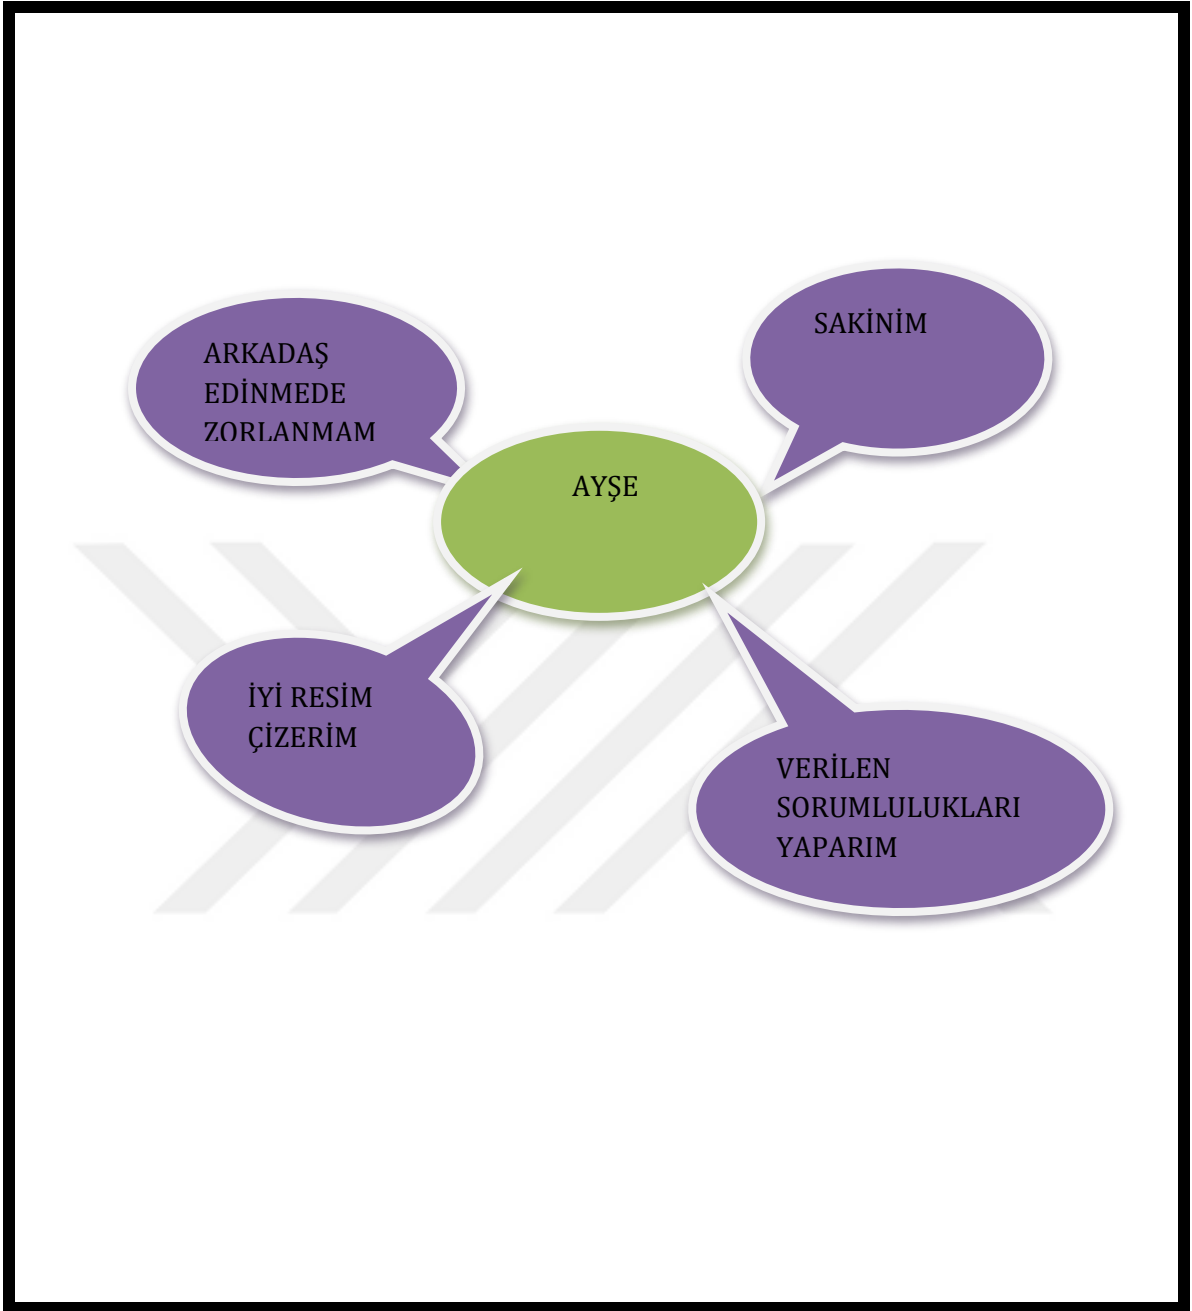 ARKADAŞ
EDİNMEDE
ZORLANMAM
SAKİNİM
AYŞE
İYİ RESİM
ÇİZERİM
VERİLEN
SORUMLULUKLARI
YAPARIM